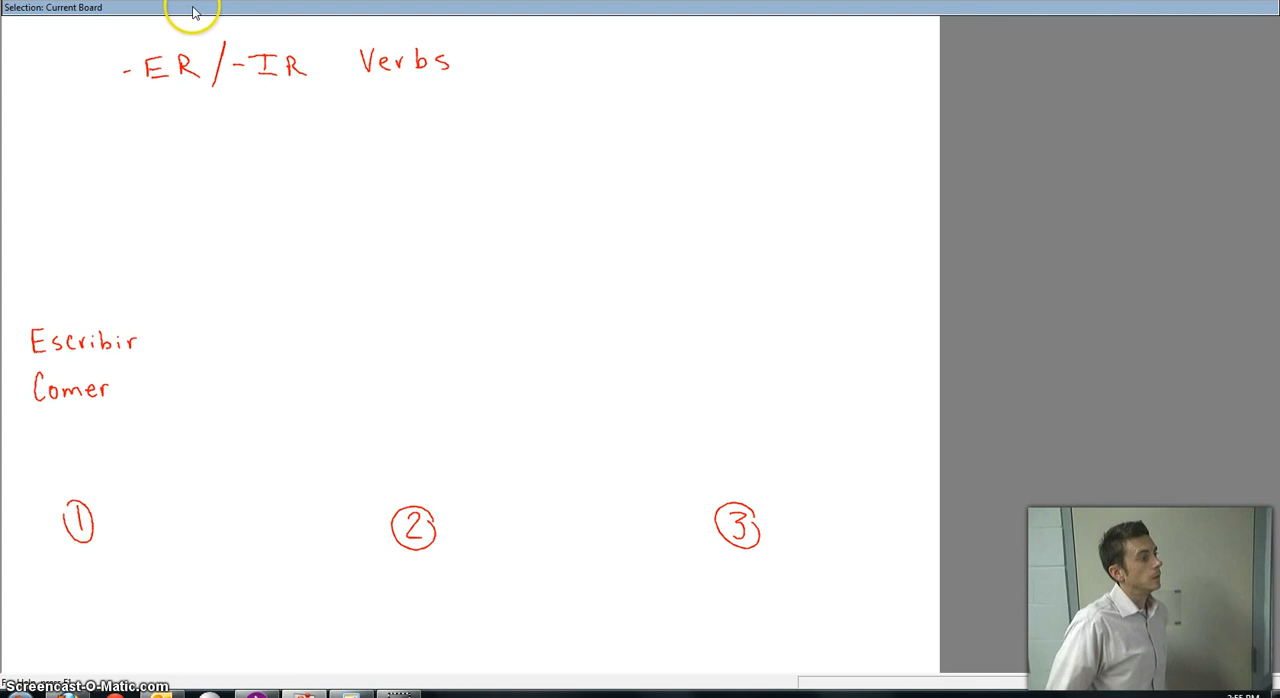 Selection: Current Board
-ER/-IR Verbs
Escribir
Comer
① ② ③
Screencast-O-Matic.com